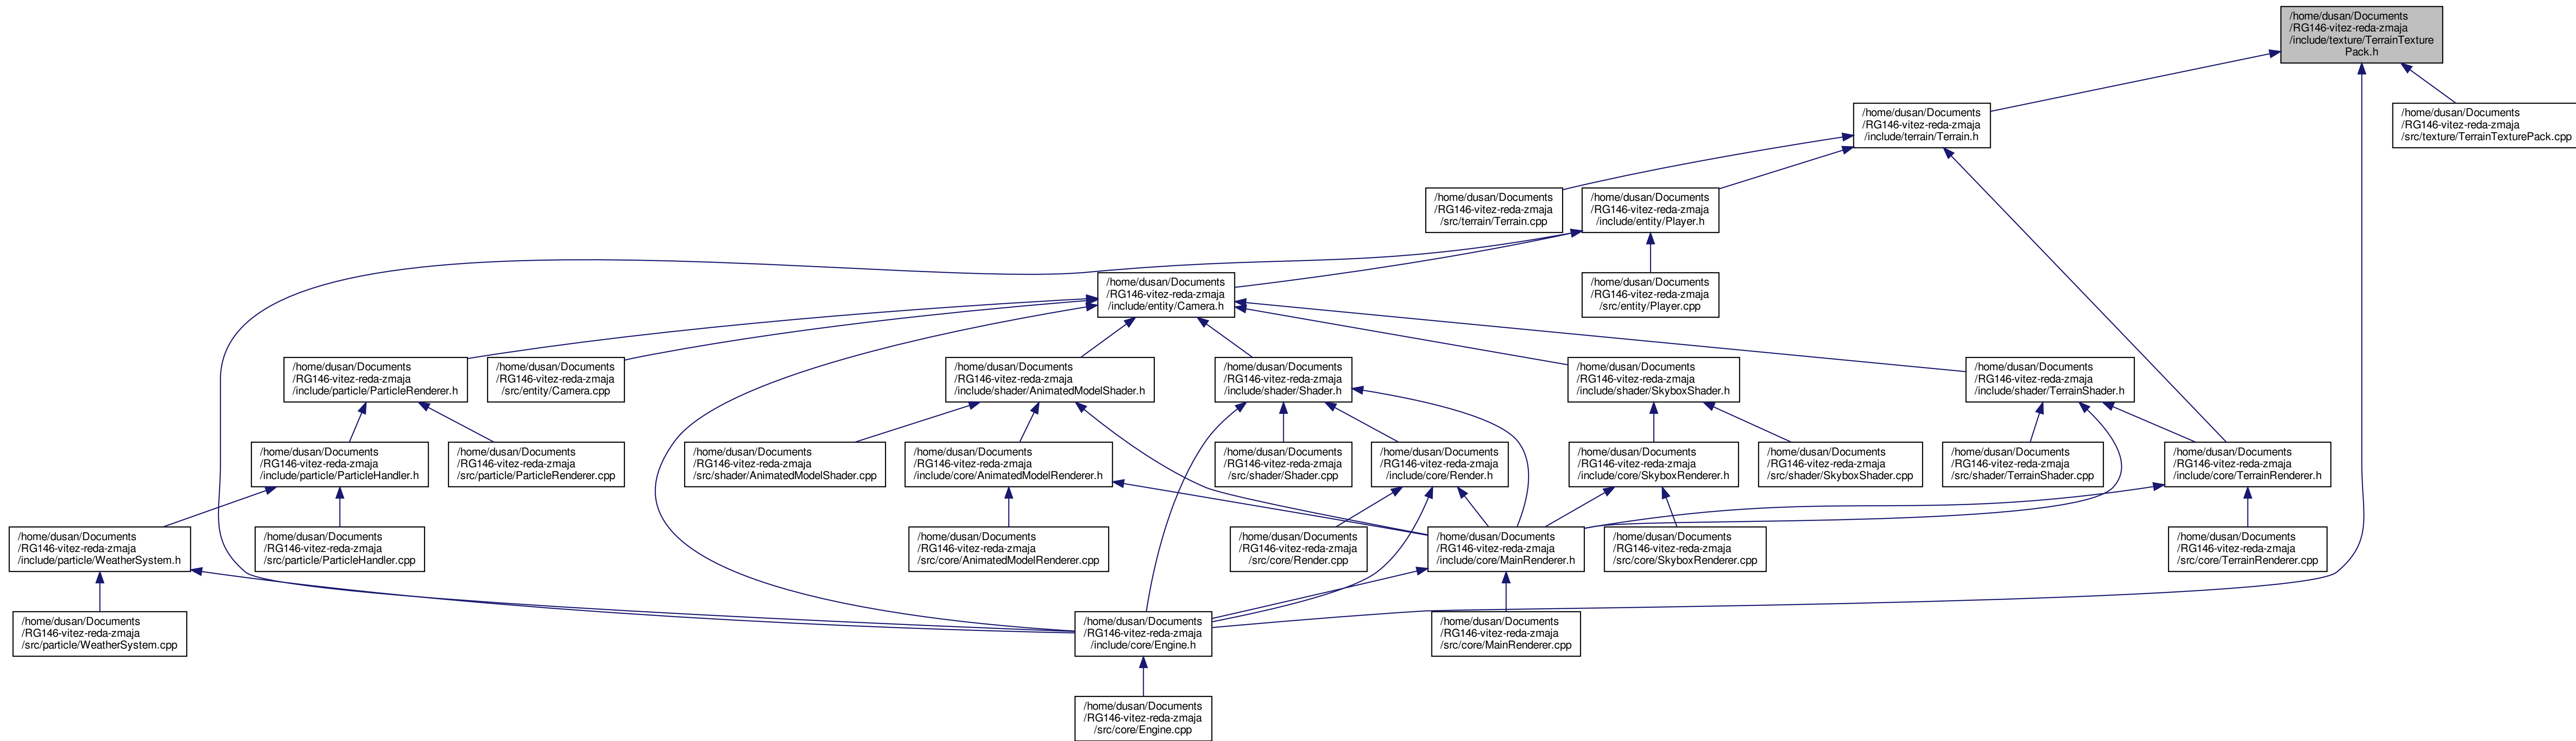 /home/dusan/Documents
/RG146-vitez-reda-zmaja
/include/texture/TerrainTexture
Pack.h
/home/dusan/Documents
/RG146-vitez-reda-zmaja
/include/terrain/Terrain.h
/home/dusan/Documents
/RG146-vitez-reda-zmaja
/src/texture/TerrainTexturePack.cpp
/home/dusan/Documents
/RG146-vitez-reda-zmaja
/src/terrain/Terrain.cpp
/home/dusan/Documents
/RG146-vitez-reda-zmaja
/include/entity/Player.h
/home/dusan/Documents
/RG146-vitez-reda-zmaja
/include/entity/Camera.h
/home/dusan/Documents
/RG146-vitez-reda-zmaja
/src/entity/Player.cpp
/home/dusan/Documents
/RG146-vitez-reda-zmaja
/include/particle/ParticleRenderer.h
/home/dusan/Documents
/RG146-vitez-reda-zmaja
/src/entity/Camera.cpp
/home/dusan/Documents
/RG146-vitez-reda-zmaja
/include/shader/AnimatedModelShader.h
/home/dusan/Documents
/RG146-vitez-reda-zmaja
/include/shader/Shader.h
/home/dusan/Documents
/RG146-vitez-reda-zmaja
/include/shader/SkyboxShader.h
/home/dusan/Documents
/RG146-vitez-reda-zmaja
/include/shader/TerrainShader.h
/home/dusan/Documents
/RG146-vitez-reda-zmaja
/include/particle/ParticleHandler.h
/home/dusan/Documents
/RG146-vitez-reda-zmaja
/src/particle/ParticleRenderer.cpp
/home/dusan/Documents
/RG146-vitez-reda-zmaja
/src/shader/AnimatedModelShader.cpp
/home/dusan/Documents
/RG146-vitez-reda-zmaja
/include/core/AnimatedModelRenderer.h
/home/dusan/Documents
/RG146-vitez-reda-zmaja
/src/shader/Shader.cpp
/home/dusan/Documents
/RG146-vitez-reda-zmaja
/include/core/Render.h
/home/dusan/Documents
/RG146-vitez-reda-zmaja
/include/core/SkyboxRenderer.h
/home/dusan/Documents
/RG146-vitez-reda-zmaja
/src/shader/SkyboxShader.cpp
/home/dusan/Documents
/RG146-vitez-reda-zmaja
/src/shader/TerrainShader.cpp
/home/dusan/Documents
/RG146-vitez-reda-zmaja
/include/core/TerrainRenderer.h
/home/dusan/Documents
/RG146-vitez-reda-zmaja
/include/particle/WeatherSystem.h
/home/dusan/Documents
/RG146-vitez-reda-zmaja
/src/particle/ParticleHandler.cpp
/home/dusan/Documents
/RG146-vitez-reda-zmaja
/src/core/AnimatedModelRenderer.cpp
/home/dusan/Documents
/RG146-vitez-reda-zmaja
/src/core/Render.cpp
/home/dusan/Documents
/RG146-vitez-reda-zmaja
/include/core/MainRenderer.h
/home/dusan/Documents
/RG146-vitez-reda-zmaja
/src/core/SkyboxRenderer.cpp
/home/dusan/Documents
/RG146-vitez-reda-zmaja
/src/core/TerrainRenderer.cpp
/home/dusan/Documents
/RG146-vitez-reda-zmaja
/src/particle/WeatherSystem.cpp
/home/dusan/Documents
/RG146-vitez-reda-zmaja
/include/core/Engine.h
/home/dusan/Documents
/RG146-vitez-reda-zmaja
/src/core/MainRenderer.cpp
/home/dusan/Documents
/RG146-vitez-reda-zmaja
/src/core/Engine.cpp